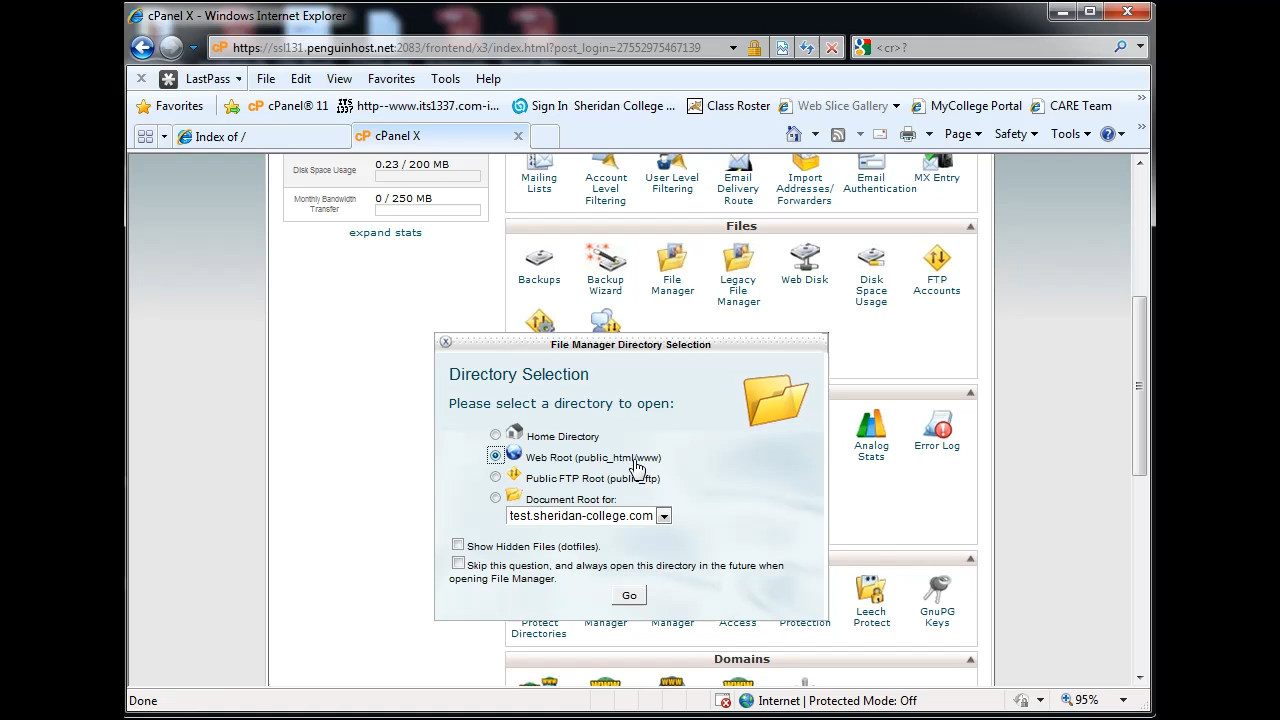 cPanel X - Windows Internet Explorer
https://ssl131.penguinhost.net:2083/frontend/x3/index.html?post_login=27552975467139
<cr>?
LastPass File Edit View Favorites Tools Help
Favorites cPanel® 11 http--www.its1337.com-i... Sign In Sheridan College ... Class Roster Web Slice Gallery MyCollege Portal CARE Team
Index of / cP cPanel X Page Safety Tools
Disk Space Usage 0.23 / 200 MB
Monthly Bandwidth Transfer 0 / 250 MB
expand stats
Mailing Lists
Account Level Filtering
User Level Filtering
Email Delivery Route
Import Addresses/ Forwarders
Email Authentication
MX Entry
Files
Backups
Backup Wizard
File Manager
Legacy File Manager
Web Disk
Disk Space Usage
FTP Accounts
File Manager Directory Selection
Directory Selection
Please select a directory to open:
Home Directory
Web Root (public_html/www)
Public FTP Root (public_ftp)
Document Root for:
test.sheridan-college.com
Show Hidden Files (dotfiles).
Skip this question, and always open this directory in the future when
opening File Manager.
Go
Analog Stats
Error Log
Leech Protect
GnuPG Keys
Protect Directories
Manager
Manager
Access
Protection
Domains
Done Internet | Protected Mode: Off 95%